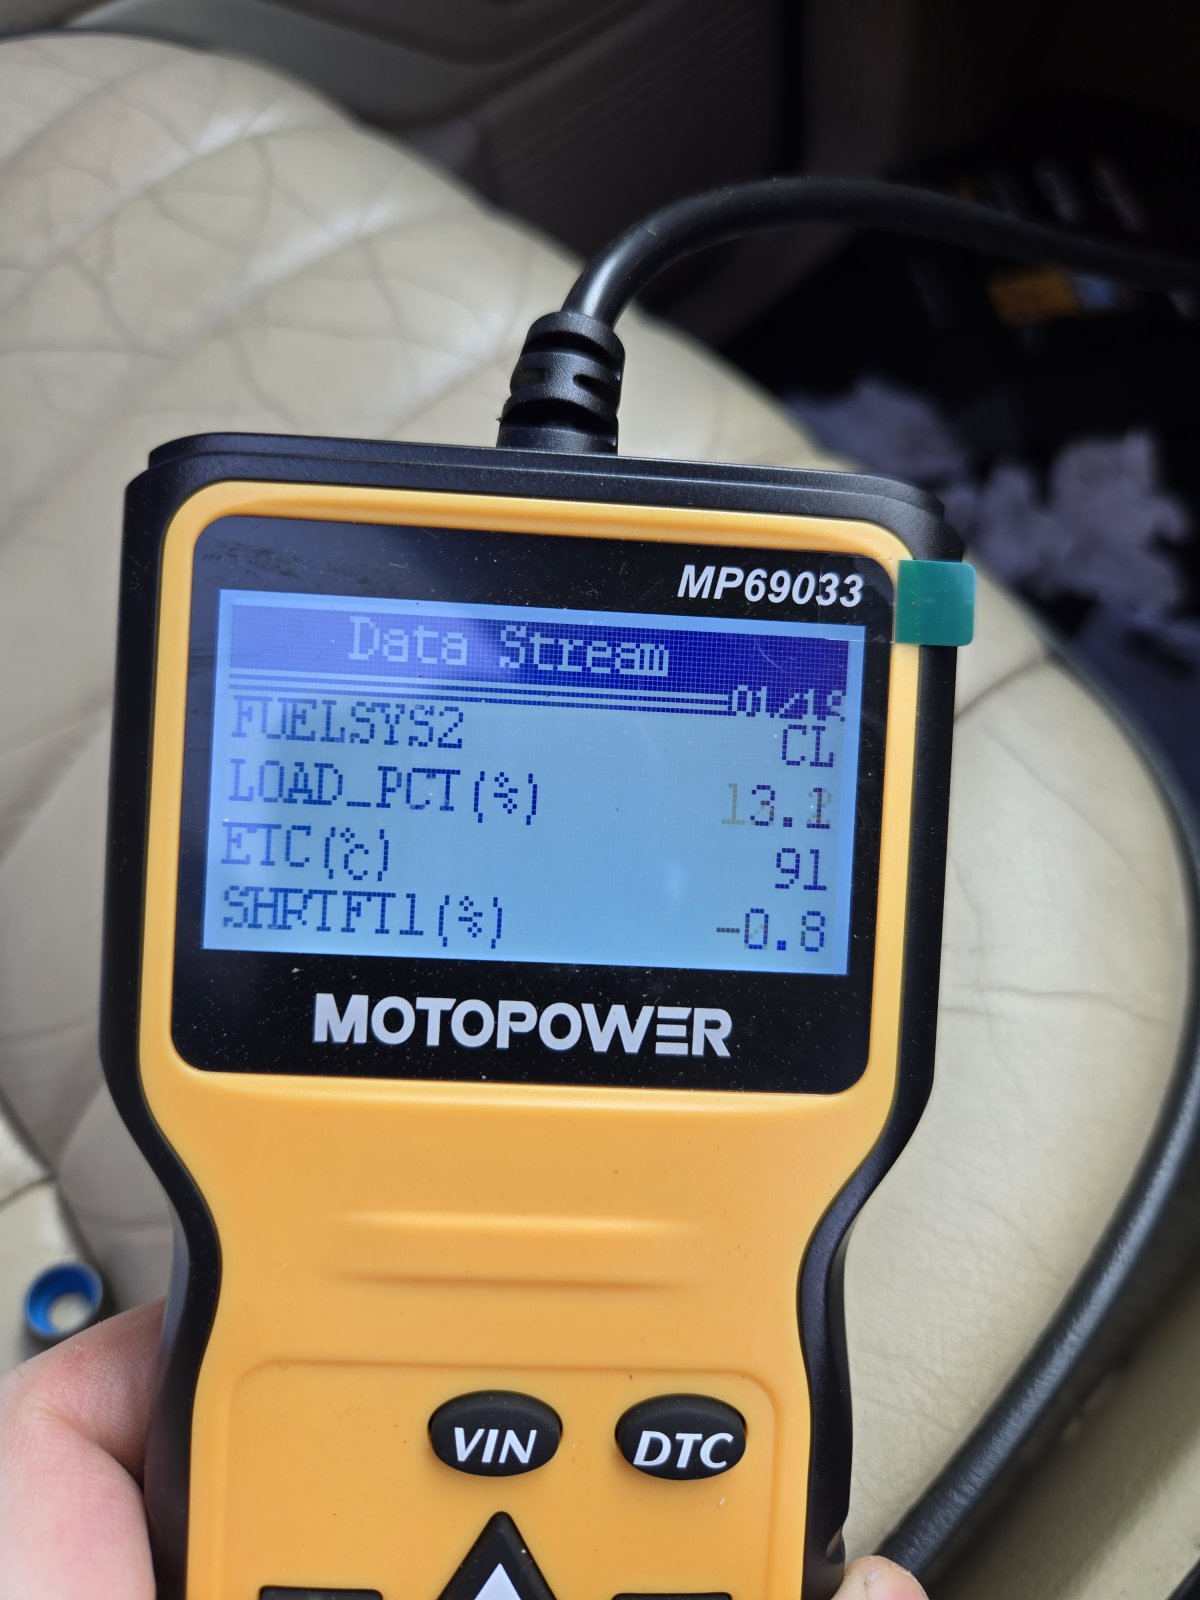 MP69033
Data Stream
FUELSYS2 CL
LOAD_PCT(%)
ETC(℃) 91
SHRTFT1(%) -0.8
MOTOPOWER
VIN DTC